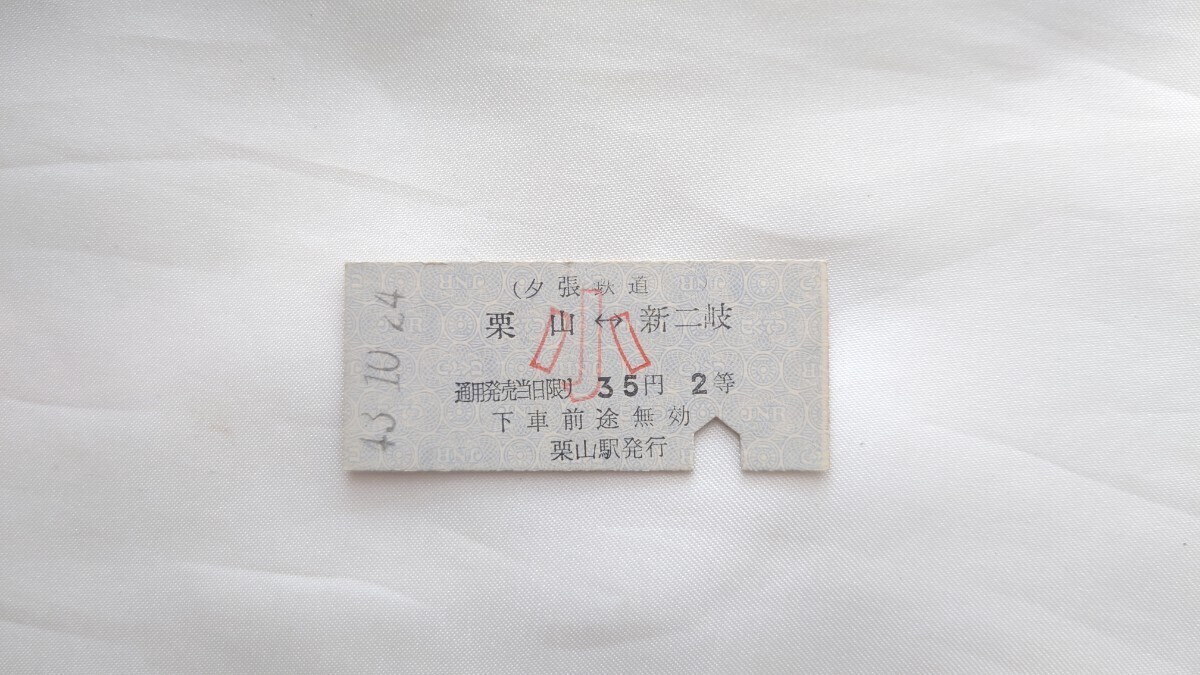 43.10.24
(夕張鉄道)
小
栗山↔新二岐
通用発売当日限り 35円 2等
下車前途無効
栗山駅発行